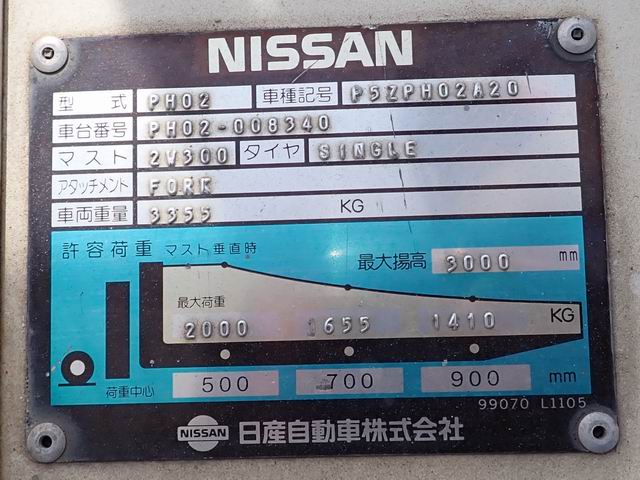 NISSAN
型式 PH02 車種記号 P5ZPH02A20
車台番号 PH02-008340
マスト 2W300 タイヤ SINGLE
アタッチメント FORK
車両重量 3355 KG
許容荷重 マスト垂直時 最大揚高 3000 mm
最大荷重
2000 1655 1410 KG
荷重中心 500 700 900 mm
99070 L1105
NISSAN 日産自動車株式会社